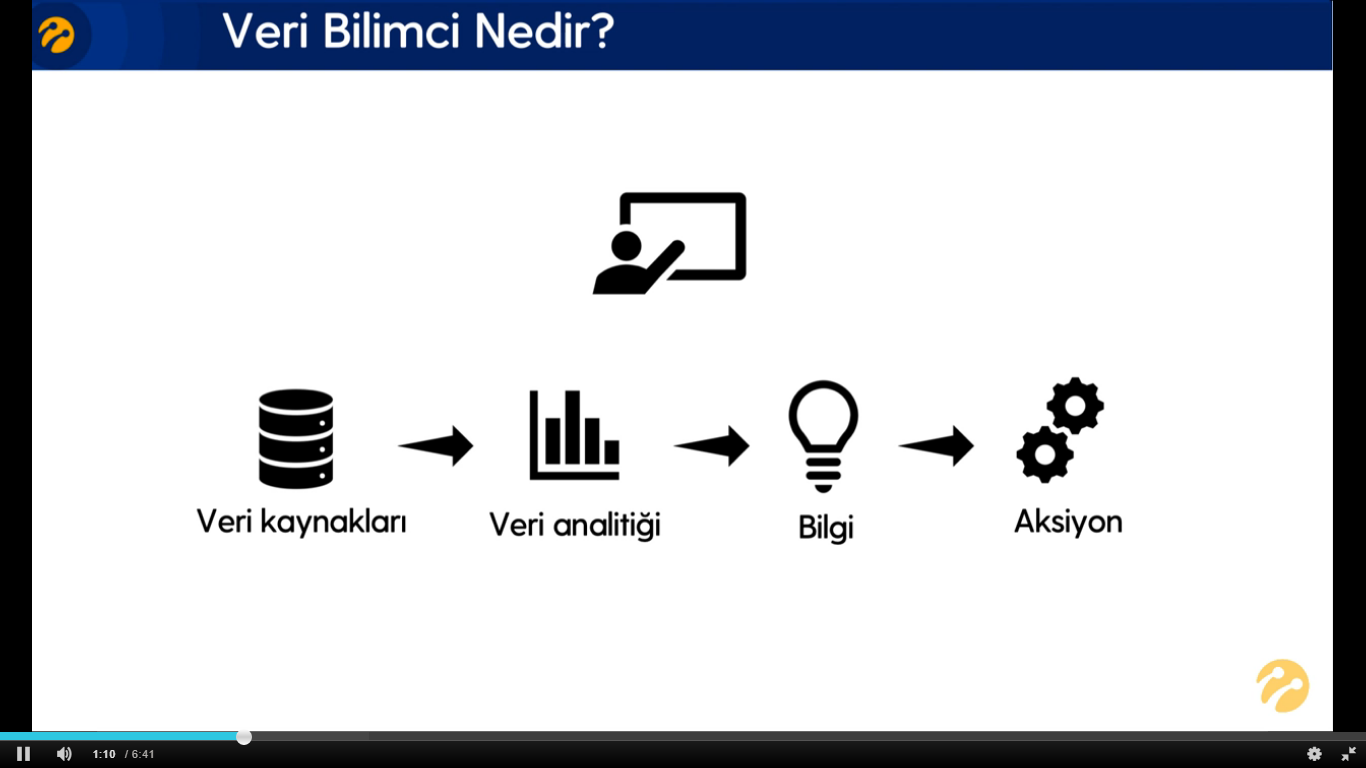 Veri Bilimci Nedir?
Veri kaynakları
Veri analitiği
Bilgi
Aksiyon
1:10 / 6:41